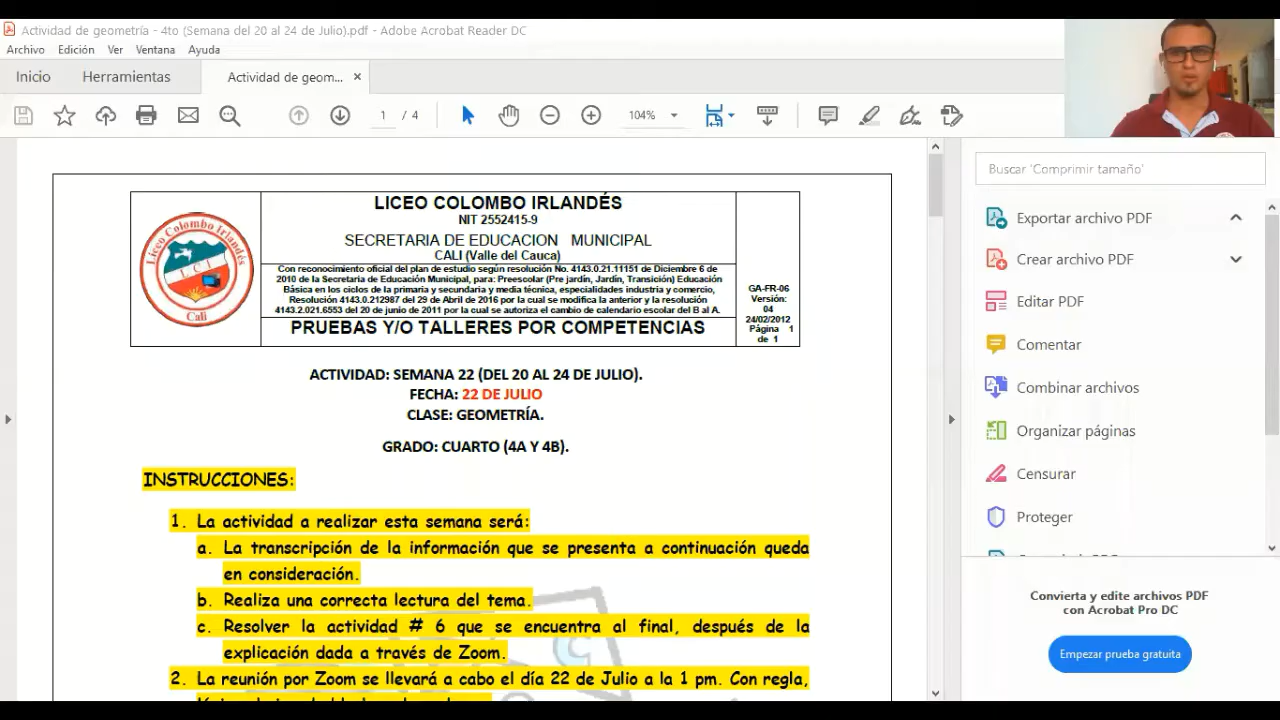 Actividad de geometría - 4to (Semana del 20 al 24 de Julio).pdf - Adobe Acrobat Reader DC
Archivo Edición Ver Ventana Ayuda
Inicio Herramientas Actividad de geom... ×
1 / 4 104%
Buscar 'Comprimir tamaño'
Exportar archivo PDF
Crear archivo PDF
Editar PDF
Comentar
Combinar archivos
Organizar páginas
Censurar
Proteger
Convierta y edite archivos PDF
con Acrobat Pro DC
Empezar prueba gratuita
Liceo Colombo Irlandés
LCI
Cali
LICEO COLOMBO IRLANDÉS
NIT 2552415-9
SECRETARIA DE EDUCACION MUNICIPAL
CALI (Valle del Cauca)
Con reconocimiento oficial del plan de estudio según resolución No. 4143.0.21.11151 de Diciembre 6 de
2010 de la Secretaria de Educación Municipal, para: Preescolar (Pre jardín, Jardín, Transición) Educación
Básica en los ciclos de la primaria y secundaria y media técnica, especialidades industria y comercio,
Resolución 4143.0.212987 del 29 de Abril de 2016 por la cual se modifica la anterior y la resolución
4143.2.021.6553 del 20 de junio de 2011 por la cual se autoriza el cambio de calendario escolar del B al A.
PRUEBAS Y/O TALLERES POR COMPETENCIAS
GA-FR-06
Versión:
04
24/02/2012
Página 1
de 1
ACTIVIDAD: SEMANA 22 (DEL 20 AL 24 DE JULIO).
FECHA: 22 DE JULIO
CLASE: GEOMETRÍA.
GRADO: CUARTO (4A Y 4B).
INSTRUCCIONES:
1. La actividad a realizar esta semana será:
a. La transcripción de la información que se presenta a continuación queda
en consideración.
b. Realiza una correcta lectura del tema.
c. Resolver la actividad # 6 que se encuentra al final, después de la
explicación dada a través de Zoom.
2. La reunión por Zoom se llevará a cabo el día 22 de Julio a la 1 pm. Con regla,